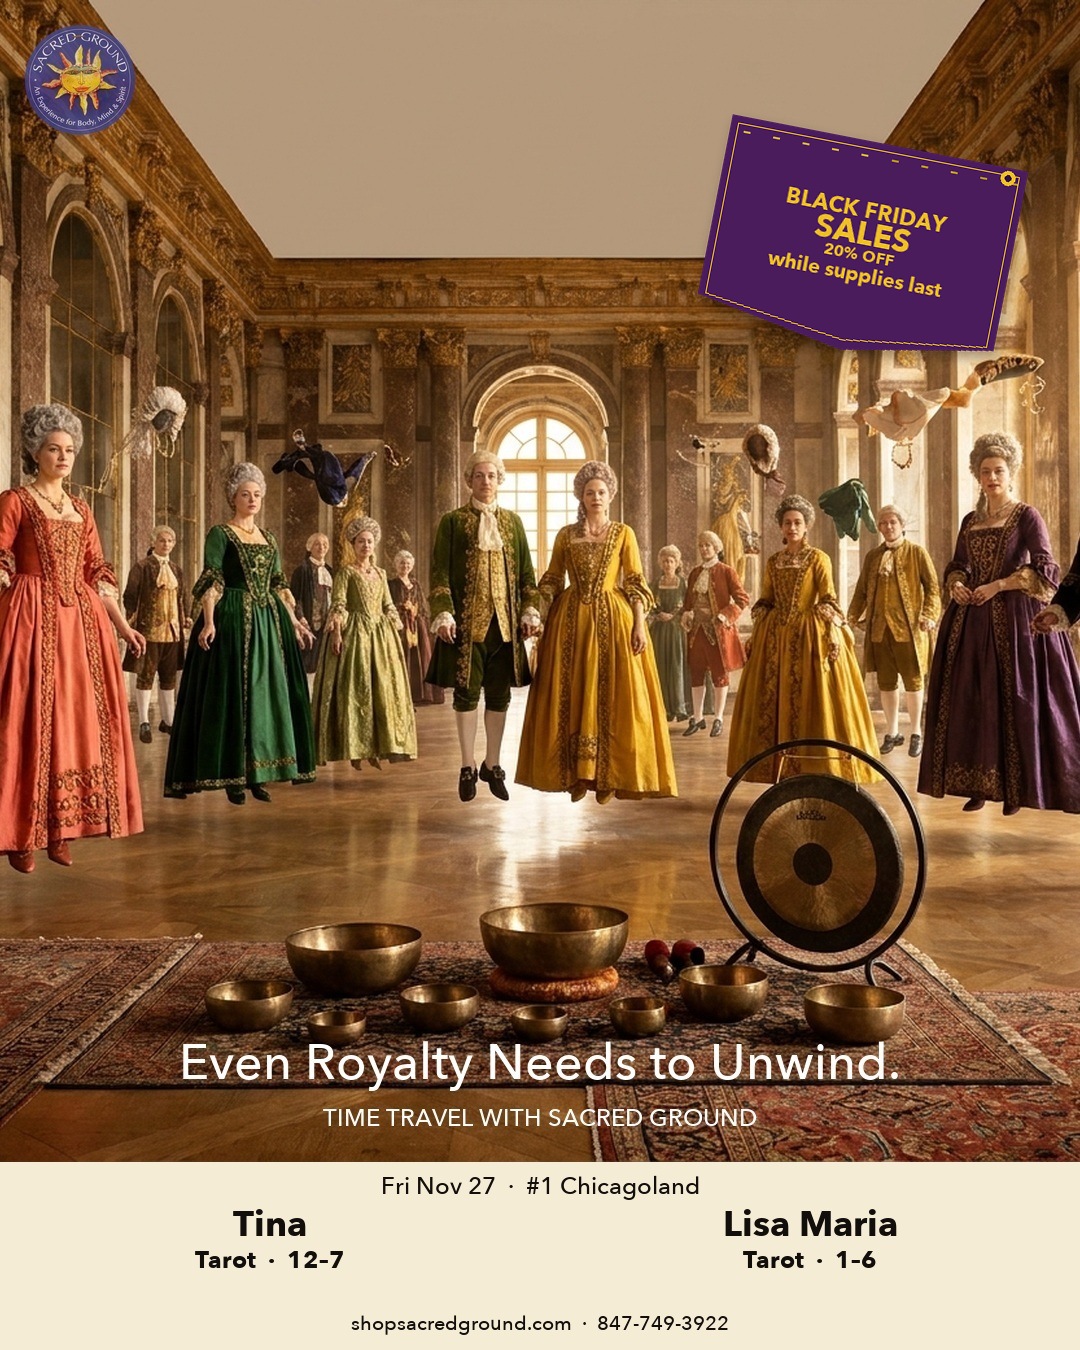 SACRED GROUND
An Experience for Body, Mind & Spirit
BLACK FRIDAY
SALES
20% OFF
while supplies last
Even Royalty Needs to Unwind.
TIME TRAVEL WITH SACRED GROUND
Fri Nov 27 · #1 Chicagoland
Tina
Tarot · 12–7
Lisa Maria
Tarot · 1–6
shopsacredground.com · 847-749-3922